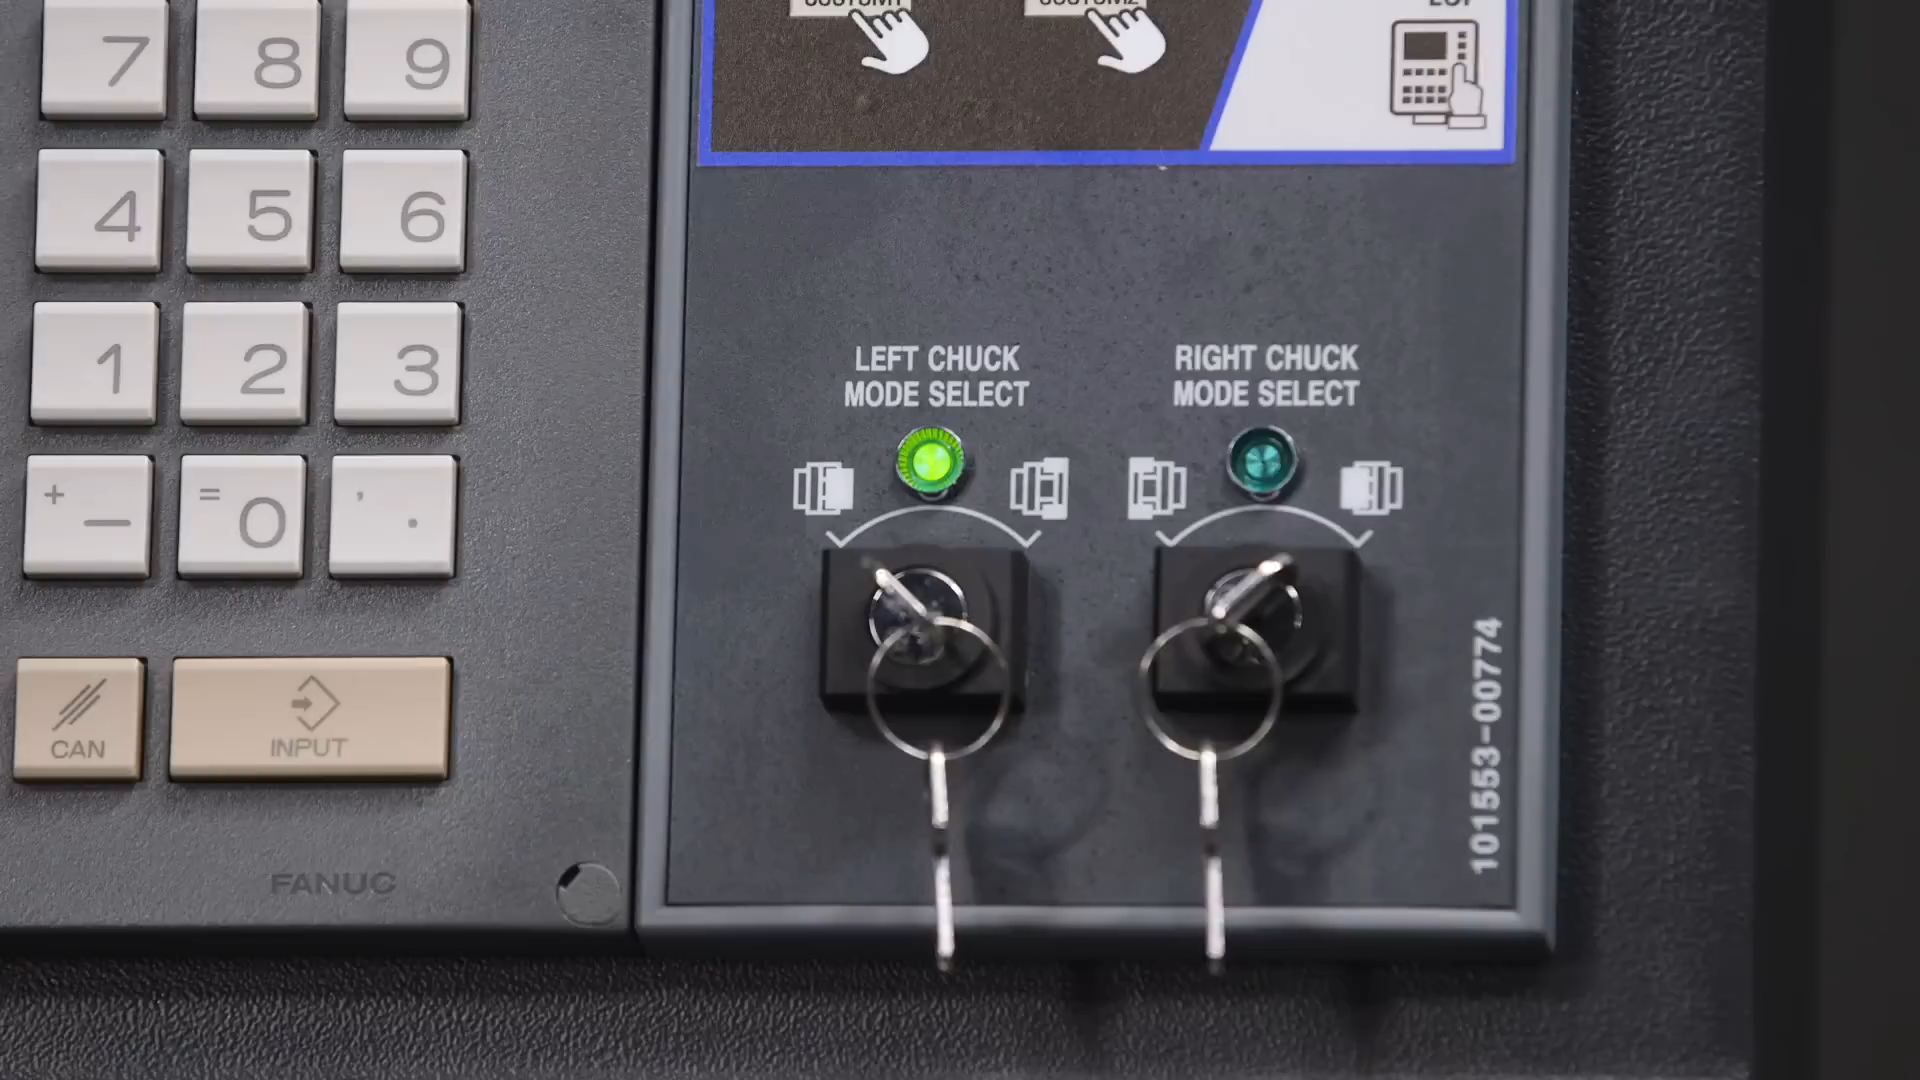 7 8 9
4 5 6
1 2 3
+ - = 0 , .
CAN INPUT
FANUC
LEFT CHUCK
MODE SELECT
RIGHT CHUCK
MODE SELECT
101553-00774